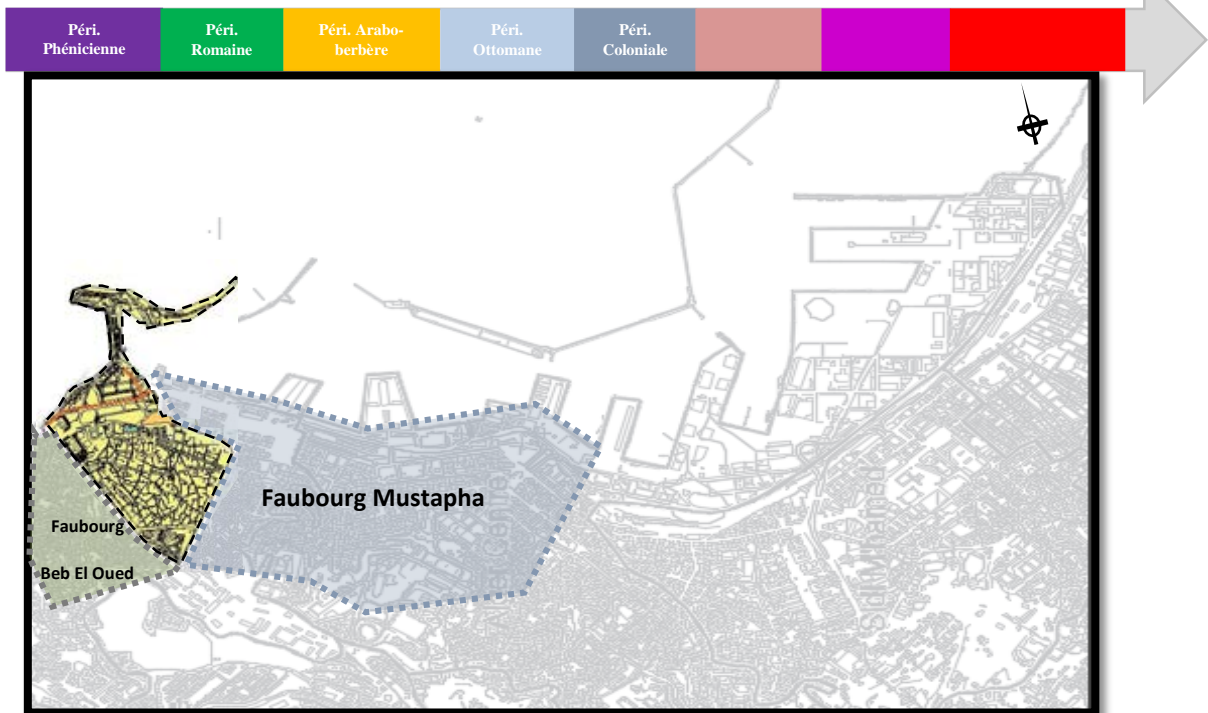 Péri.
Phénicienne
Péri.
Romaine
Péri. Arabo-
berbère
Péri.
Ottomane
Péri.
Coloniale
Faubourg Mustapha
Faubourg
Beb El Oued